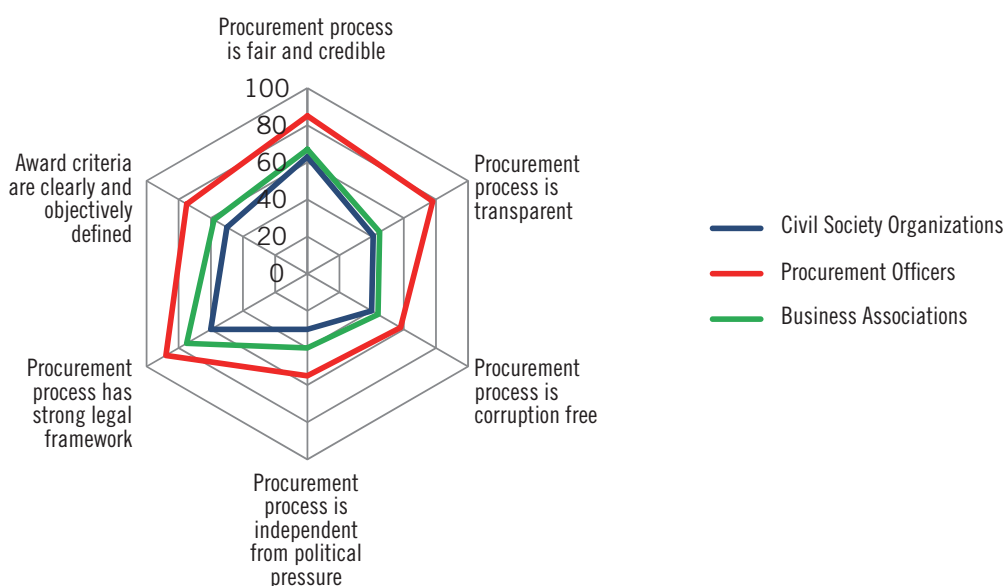 Procurement process
is fair and credible
100
80
60
40
20
0
Procurement
process is
transparent
Procurement
process is
corruption free
Procurement
process is
independent
from political
pressure
Procurement
process has
strong legal
framework
Award criteria
are clearly and
objectively
defined
Civil Society Organizations
Procurement Officers
Business Associations